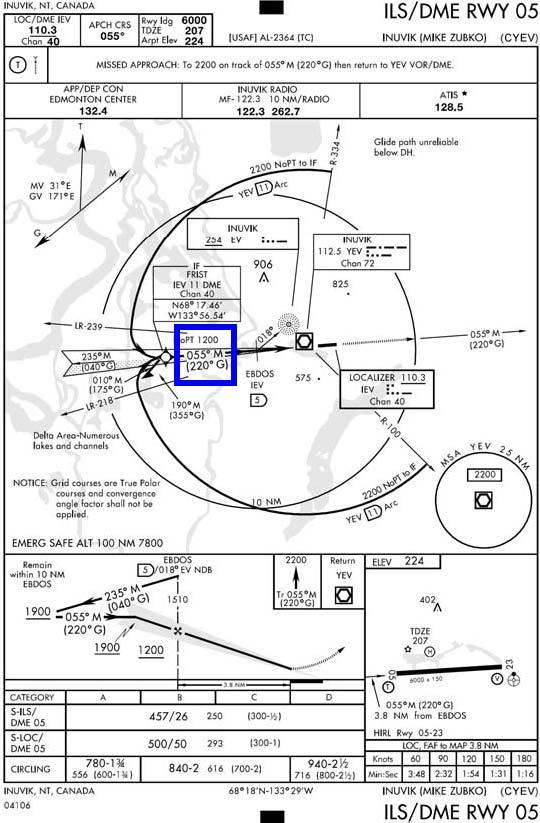 INUVIK, NT, CANADA
ILS/DME RWY 05
LOC/DME IEV
110.3
Chan 40
APCH CRS
055°
Rwy ldg 6000
TDZE 207
Arpt Elev 224
[USAF] AL-2364 (TC)
INUVIK (MIKE ZUBKO) (CYEV)
T
MISSED APPROACH: To 2200 on track of 055°M (220°G) then return to YEV VOR/DME.
APP/DEP CON
EDMONTON CENTER
132.4
INUVIK RADIO
MF-122.3 10 NM/RADIO
122.3 262.7
ATIS *
128.5
T
M
G
MV 31°E
GV 171°E
2200 NoPT to IF
YEV 11 Arc
R-334
Glide path unreliable
below DH.
INUVIK
254 EV
INUVIK
112.5 YEV
Chan 72
906
825
IF
FRIST
IEV 11 DME
Chan 40
N68°17.46'
W133°56.54'
LR-239
oPT 1200
055°M
(220°G)
018°
055°M
(220°G)
235°M
(040°G)
010°M
(175°G)
LR-218
190°M
(355°G)
EBDOS
IEV
5
575
LOCALIZER 110.3
IEV
Chan 40
R-100
Delta Area-Numerous
lakes and channels
NOTICE: Grid courses are True Polar
courses and convergence
angle factor shall not be
applied.
10 NM
2200 NoPT to IF
YEV 11 Arc
MSA YEV 25 NM
2200
EMERG SAFE ALT 100 NM 7800
Remain
within 10 NM
EBDOS
EBDOS
5 /018° EV NDB
1510
235°M
(040°G)
1900
055°M
(220°G)
1900
1200
3.8 NM
2200
Tr 055°M
(220°G)
Return
YEV
ELEV 224
402
TDZE
207
H
05
23
6000 x 150
T
V
055°M (220°G)
3.8 NM from EBDOS
HIRL Rwy 05-23
CATEGORY A B C D
S-ILS/
DME 05
457/26 250 (300-½)
S-LOC/
DME 05
500/50 293 (300-1)
CIRCLING
780-1¾
556 (600-1¾)
840-2 616 (700-2)
940-2½
716 (800-2½)
LOC, FAF to MAP 3.8 NM
Knots 60 90 120 150 180
Min:Sec 3:48 2:32 1:54 1:31 1:16
INUVIK, NT, CANADA
04106
68°18'N-133°29'W
INUVIK (MIKE ZUBKO) (CYEV)
ILS/DME RWY 05